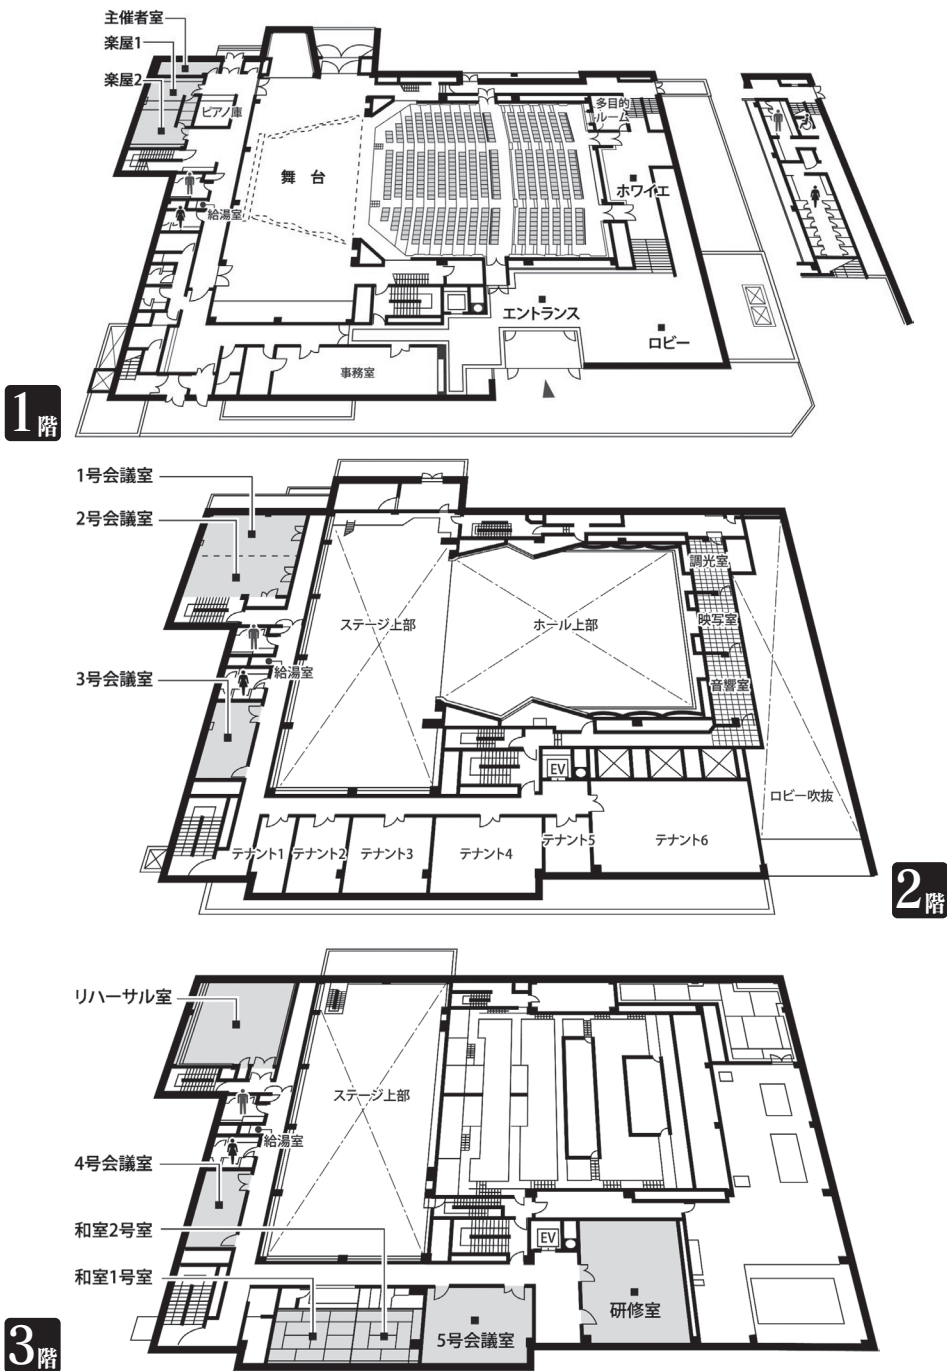 主催者室
楽屋1
楽屋2
ピアノ庫
多目的
ルーム
舞 台
ホワイエ
給湯室
エントランス
ロビー
事務室
1階
1号会議室
2号会議室
調光室
ステージ上部
ホール上部
映写室
給湯室
3号会議室
音響室
EV
ロビー吹抜
テナント1
テナント2
テナント3
テナント4
テナント5
テナント6
2階
リハーサル室
ステージ上部
給湯室
4号会議室
和室2号室
EV
和室1号室
研修室
5号会議室
3階